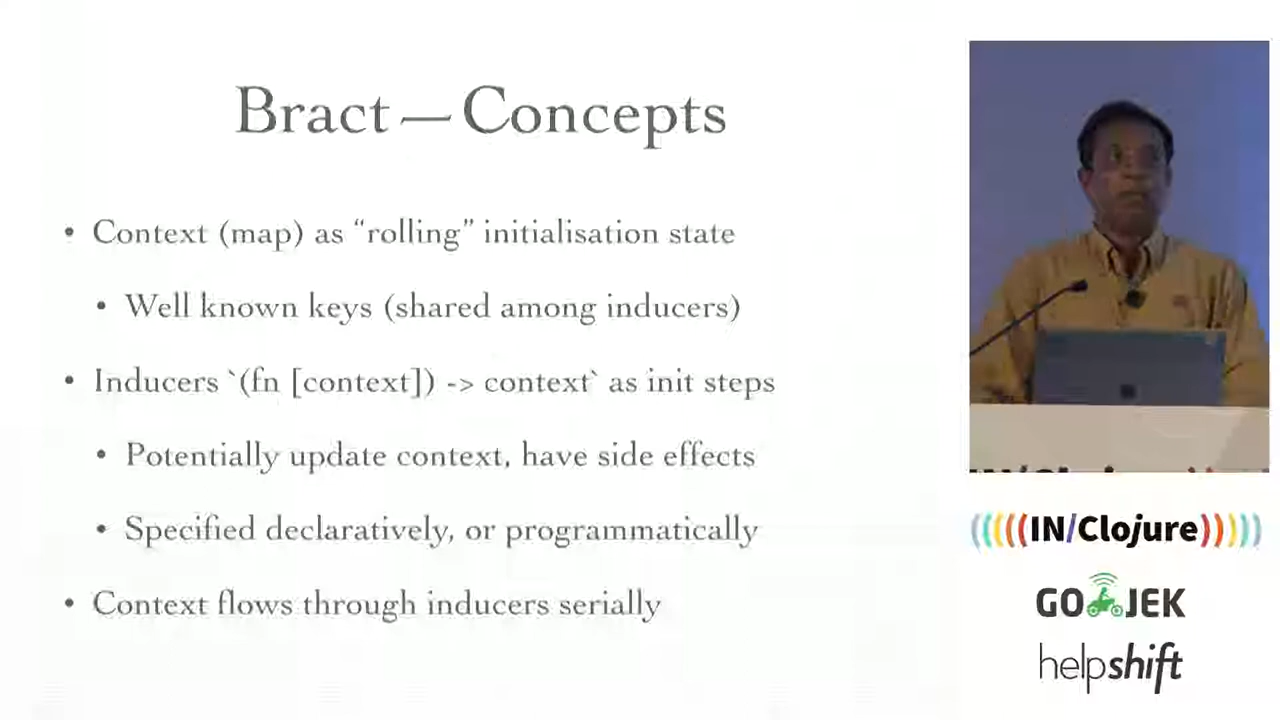 Bract — Concepts
• Context (map) as “rolling” initialisation state
• Well known keys (shared among inducers)
• Inducers `(fn [context]) -> context` as init steps
• Potentially update context, have side effects
• Specified declaratively, or programmatically
• Context flows through inducers serially
(((((IN/Clojure)))))
GOJEK
helpshift